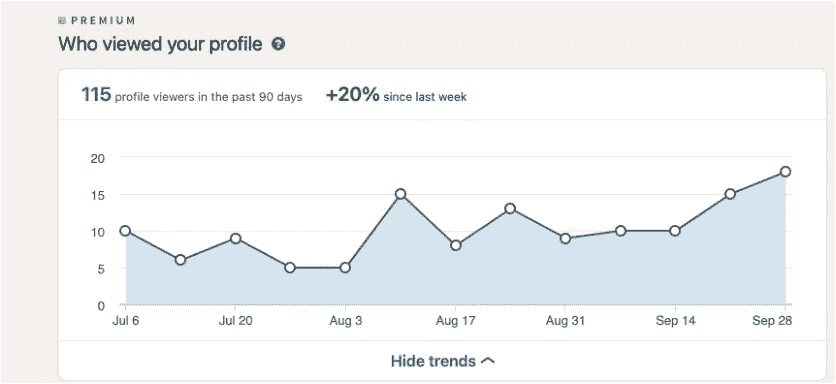 PREMIUM
Who viewed your profile ?
115 profile viewers in the past 90 days +20% since last week
20
15
10
5
0
Jul 6 Jul 20 Aug 3 Aug 17 Aug 31 Sep 14 Sep 28
Hide trends